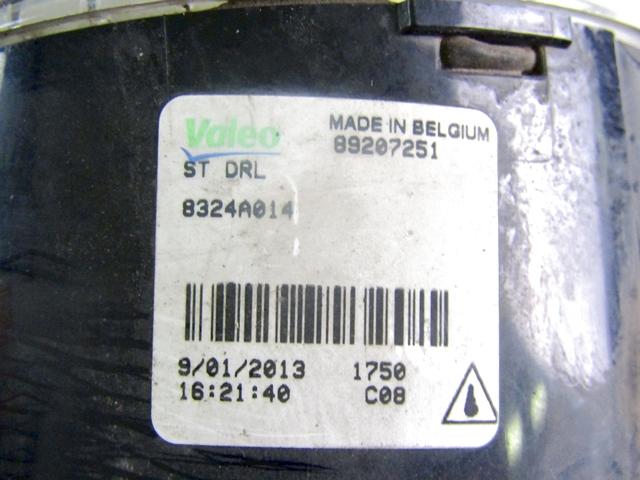 Valeo
MADE IN BELGIUM
89207251
ST DRL
8324A014
9/01/2013 1750
16:21:40 C08